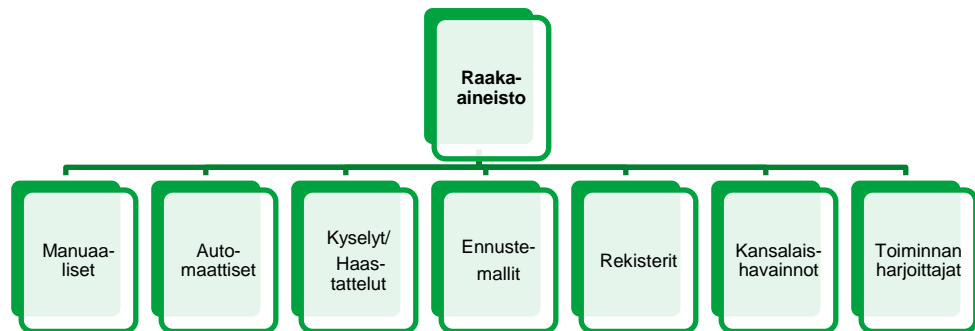 Raaka-
aineisto
Manuaa-
liset
Auto-
maattiset
Kyselyt/
Haas-
tattelut
Ennuste-
mallit
Rekisterit
Kansalais-
havainnot
Toiminnan
harjoittajat